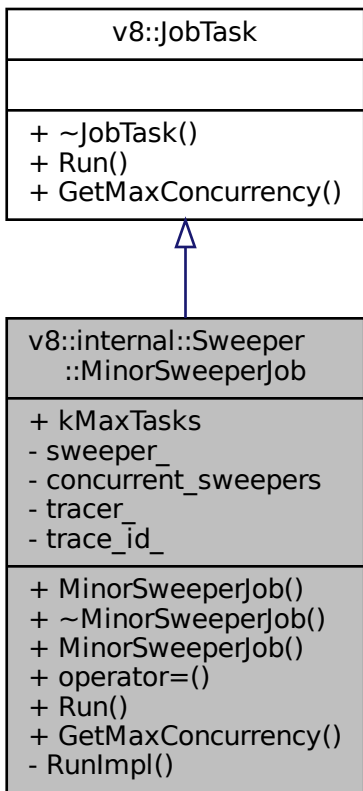 v8::JobTask
+ ~JobTask()
+ Run()
+ GetMaxConcurrency()
v8::internal::Sweeper
::MinorSweeperJob
+ kMaxTasks
- sweeper_
- concurrent_sweepers
- tracer_
- trace_id_
+ MinorSweeperJob()
+ ~MinorSweeperJob()
+ MinorSweeperJob()
+ operator=()
+ Run()
+ GetMaxConcurrency()
- RunImpl()